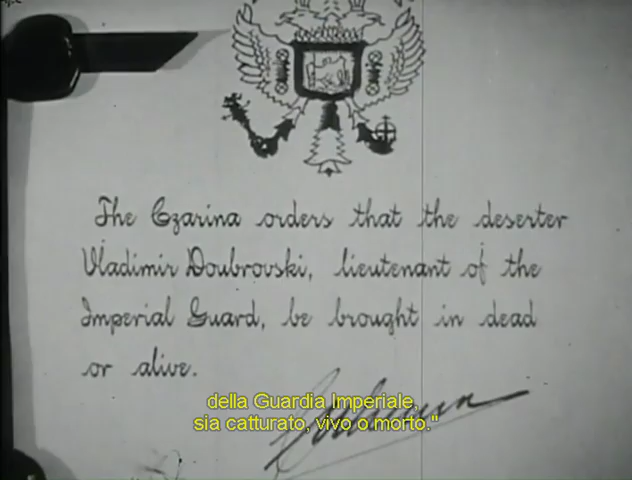 The Czarina orders that the deserter
Vladimir Doubrovski, lieutenant of the
Imperial Guard, be brought in dead
or alive.
della Guardia Imperiale,
sia catturato, vivo o morto."